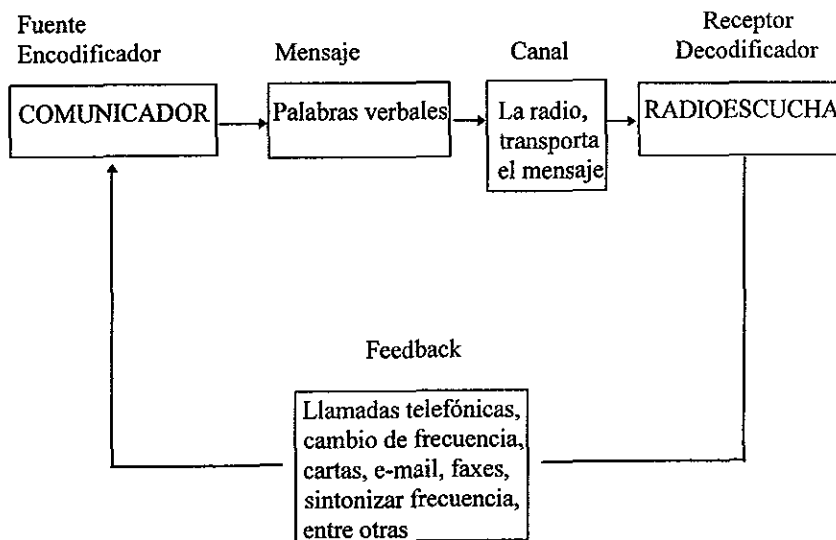 Fuente
Encodificador
Mensaje
Canal
Receptor
Decodificador
COMUNICADOR
Palabras verbales
La radio,
transporta
el mensaje
RADIOESCUCHA
Feedback
Llamadas telefónicas,
cambio de frecuencia,
cartas, e-mail, faxes,
sintonizar frecuencia,
entre otras